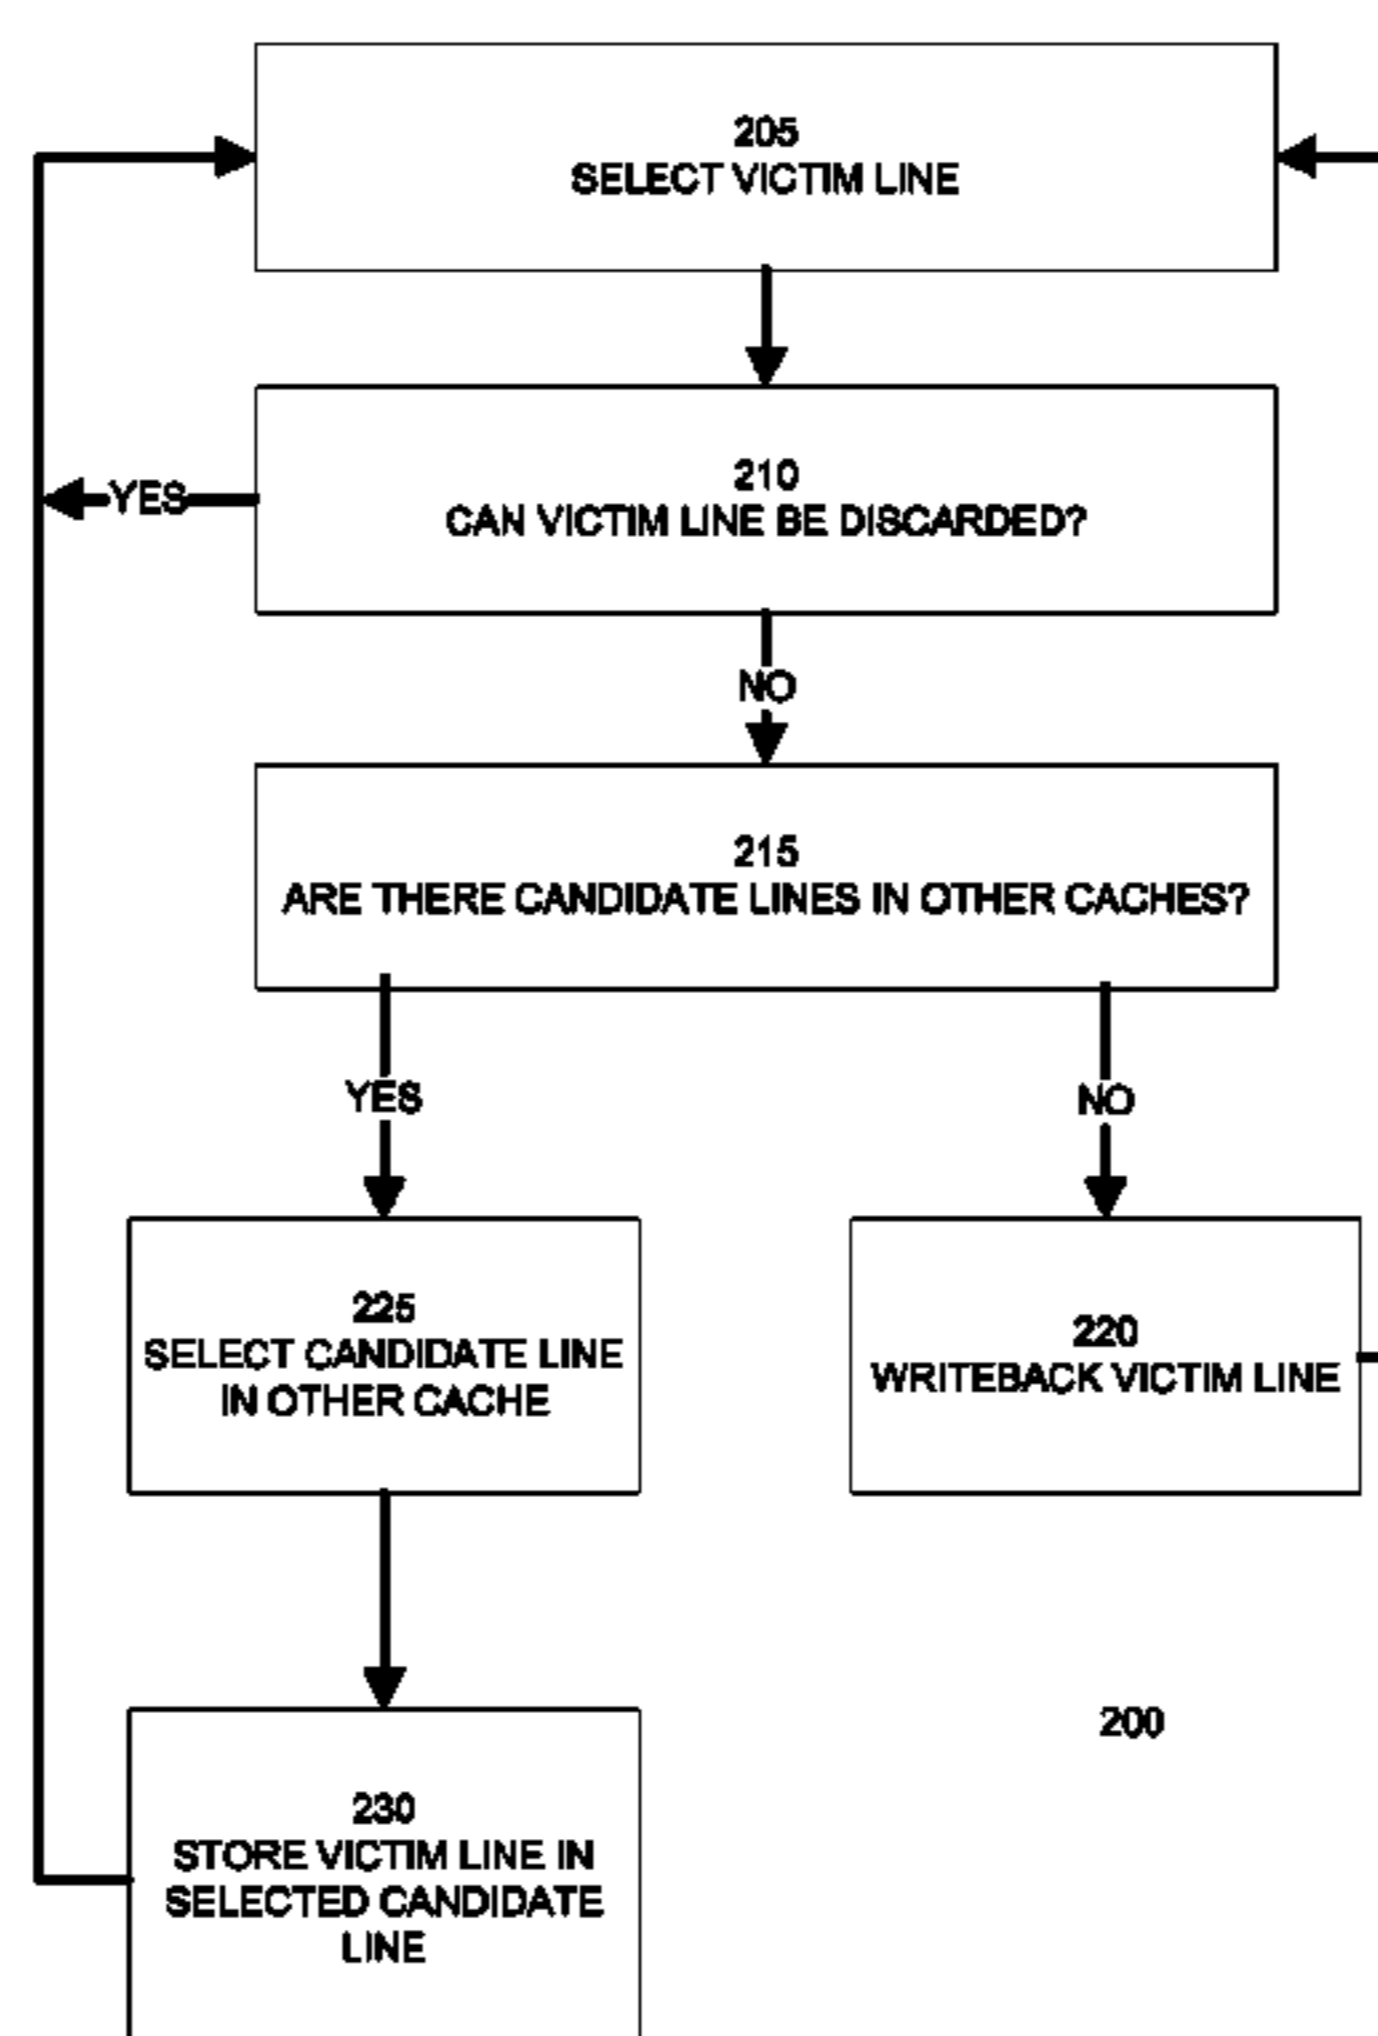 205
SELECT VICTIM LINE
210
CAN VICTIM LINE BE DISCARDED?
YES
NO
215
ARE THERE CANDIDATE LINES IN OTHER CACHES?
YES
NO
225
SELECT CANDIDATE LINE
IN OTHER CACHE
220
WRITEBACK VICTIM LINE
200
230
STORE VICTIM LINE IN
SELECTED CANDIDATE
LINE